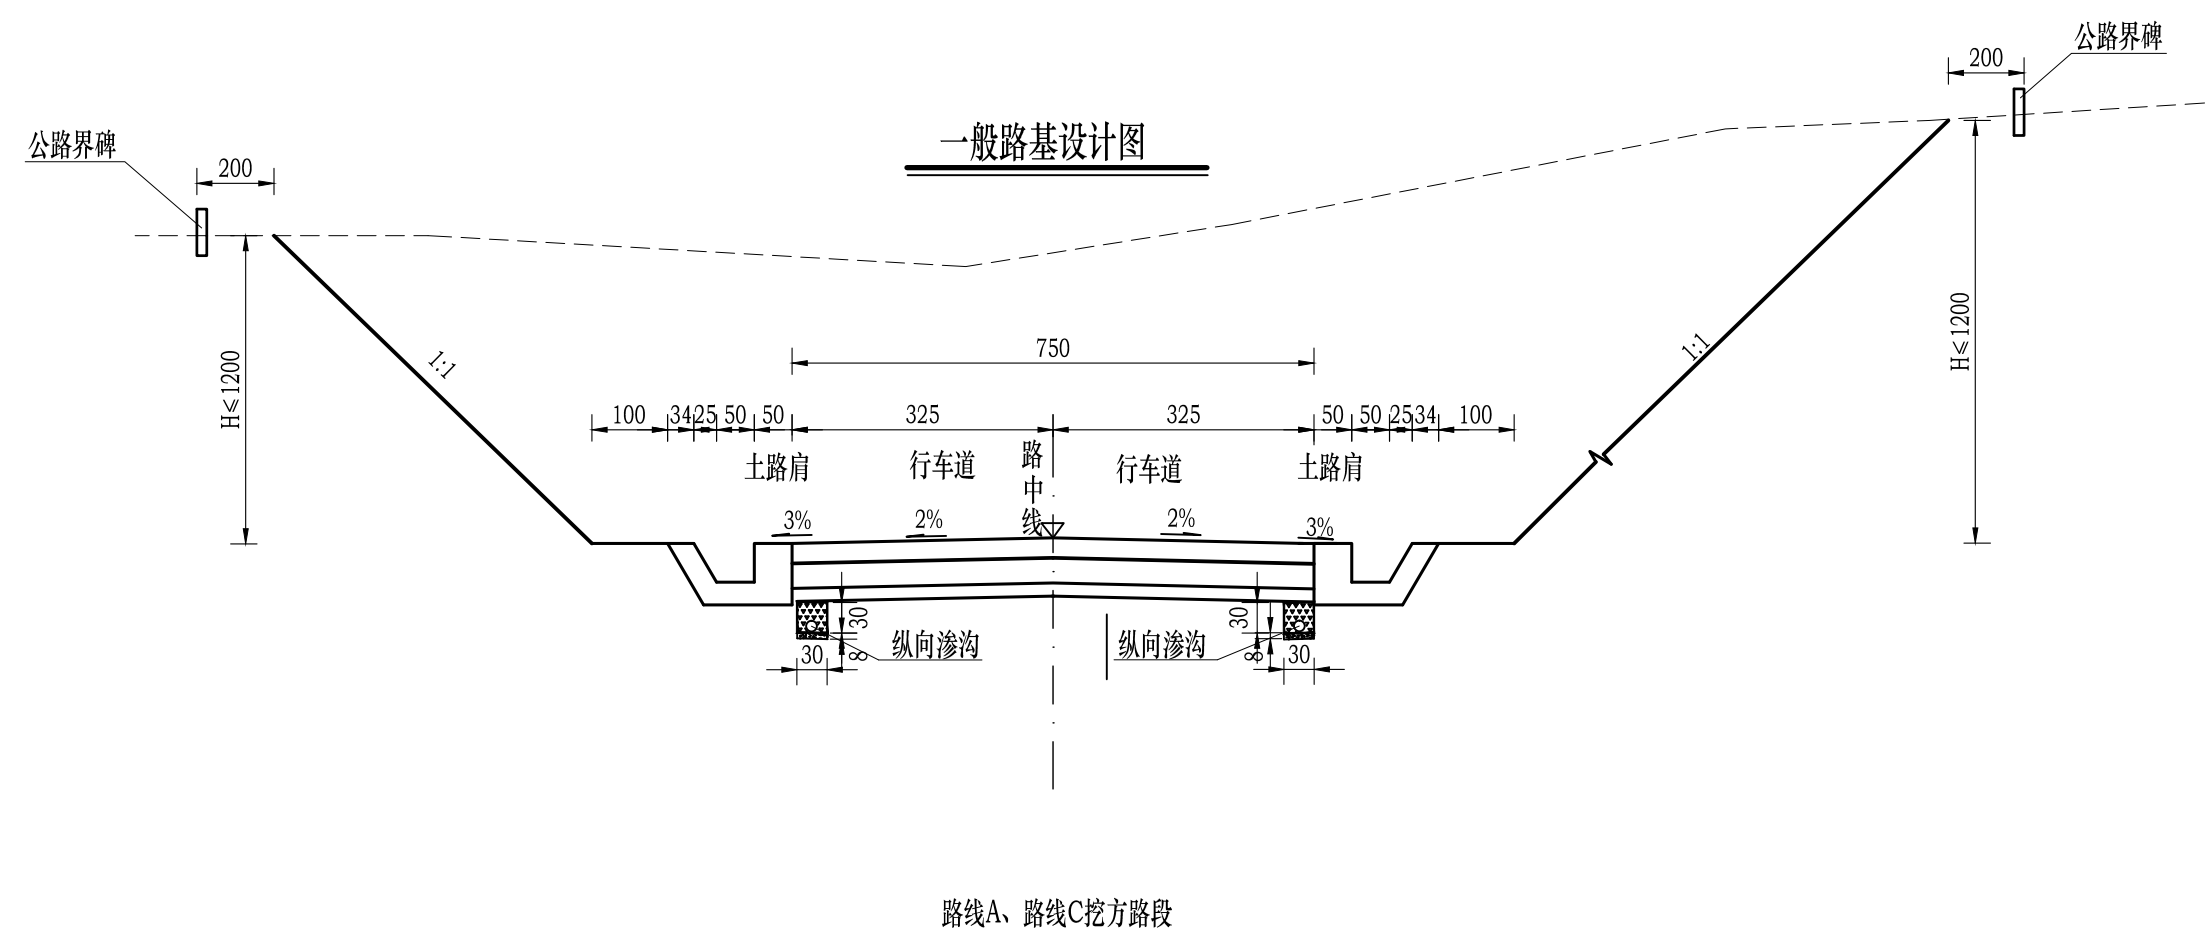 公路界碑
200
一般路基设计图
公路界碑
200
H≤1200
1:1
750
1:1
H≤1200
100 34 25 50 50 325 325 50 50 25 34 100
土路肩 行车道 路中线 行车道 土路肩
3% 2% 2% 3%
30 30
纵向渗沟 纵向渗沟
8 8
30 30
路线A、路线C挖方路段